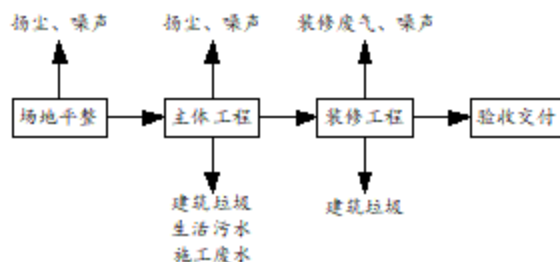 扬尘、噪声
扬尘、噪声
装修废气、噪声
场地平整
主体工程
装修工程
验收交付
建筑垃圾
生活污水
施工废水
建筑垃圾